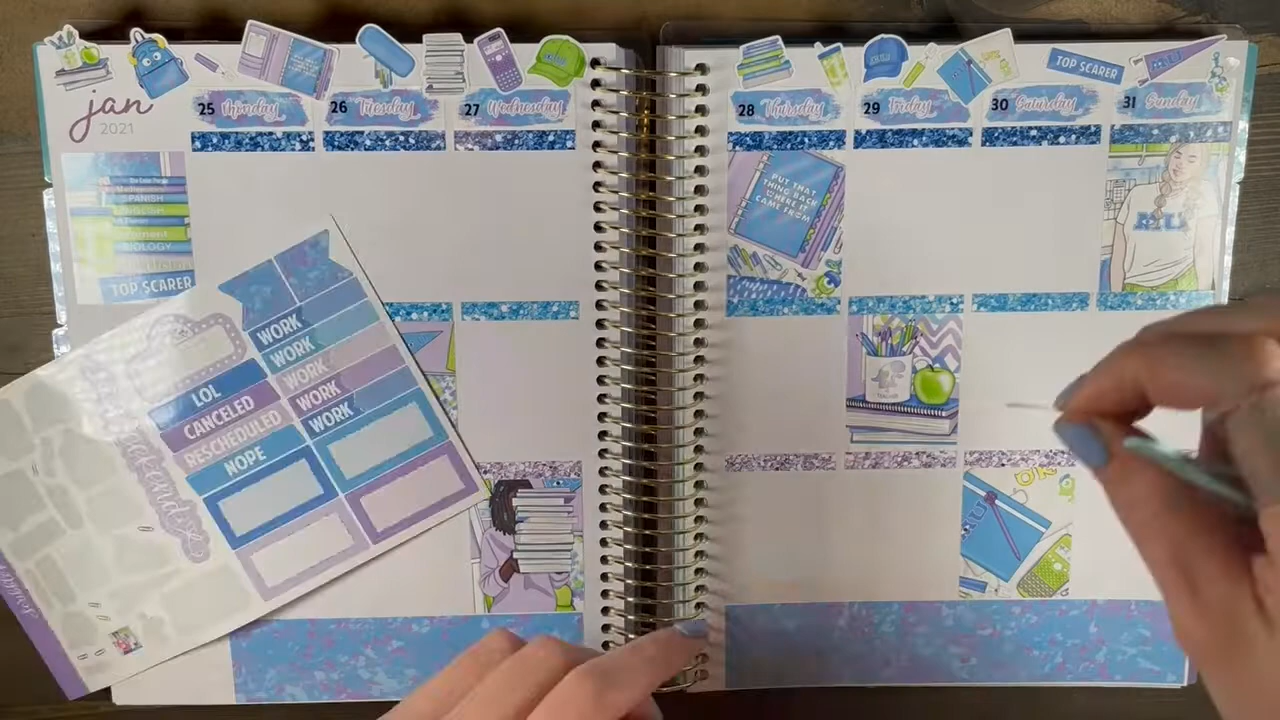 jan
2021
25 Monday
26 Tuesday
27 Wednesday
28 Thursday
29 Friday
30 Saturday
31 Sunday
TOP SCARER
SPANISH
ENGLISH
BIOLOGY
TOP SCARER
PUT THAT
THING BACK
WHERE IT
CAME FROM
MU
WORK
WORK
WORK
WORK
WORK
LOL
CANCELED
RESCHEDULED
NOPE